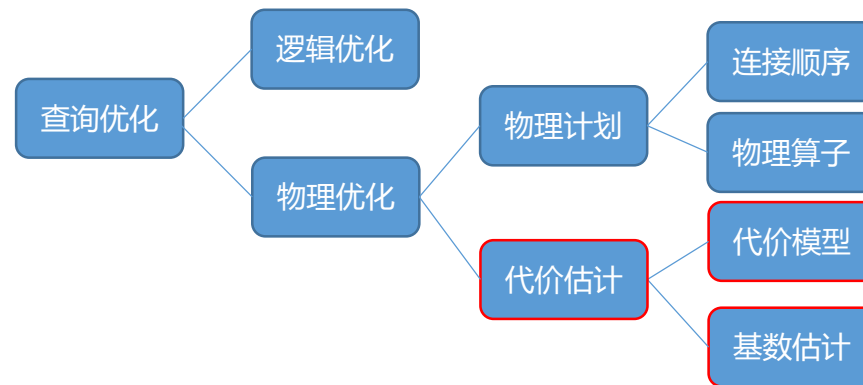 查询优化
逻辑优化
物理优化
物理计划
代价估计
连接顺序
物理算子
代价模型
基数估计